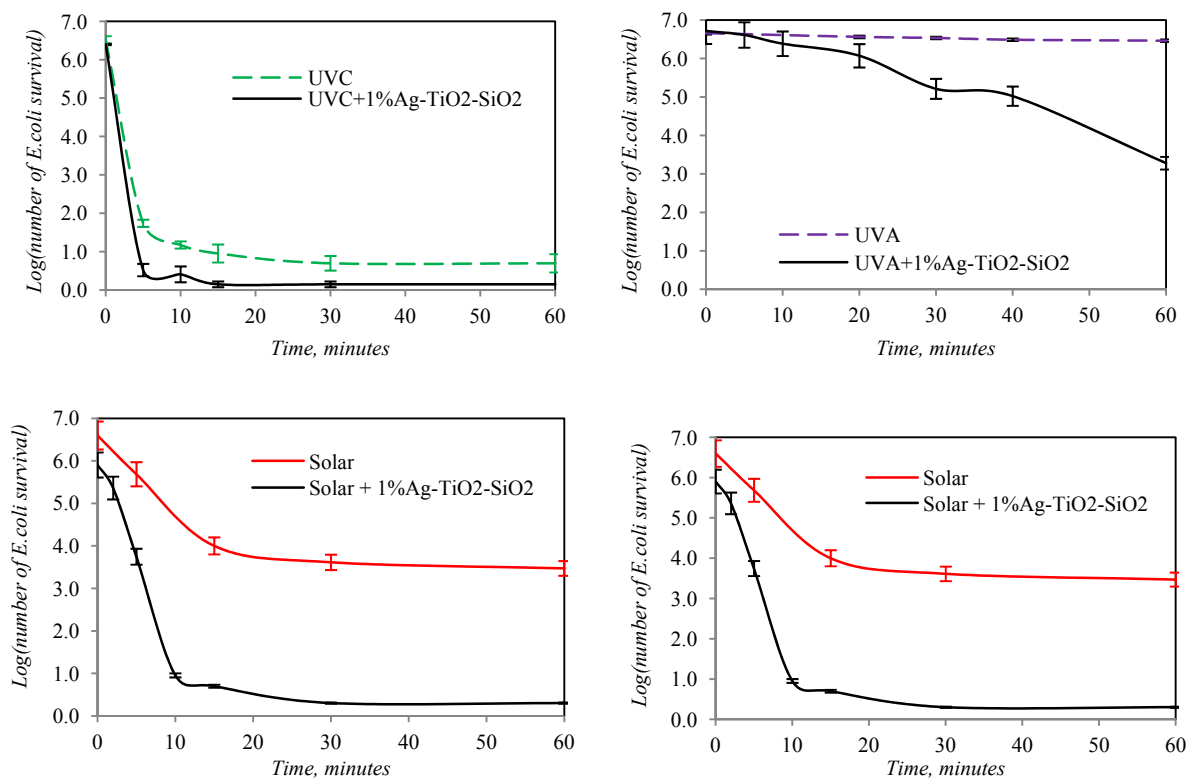 Log(number of E.coli survival)
7.0
6.0
5.0
4.0
3.0
2.0
1.0
0.0
UVC
UVC+1%Ag-TiO2-SiO2
0 10 20 30 40 50 60
Time, minutes
Log(number of E.coli survival)
7.0
6.0
5.0
4.0
3.0
2.0
1.0
0.0
UVA
UVA+1%Ag-TiO2-SiO2
0 10 20 30 40 50 60
Time, minutes
Log(number of E.coli survival)
7.0
6.0
5.0
4.0
3.0
2.0
1.0
0.0
Solar
Solar + 1%Ag-TiO2-SiO2
0 10 20 30 40 50 60
Time, minutes
Log(number of E.coli survival)
7.0
6.0
5.0
4.0
3.0
2.0
1.0
0.0
Solar
Solar + 1%Ag-TiO2-SiO2
0 10 20 30 40 50 60
Time, minutes